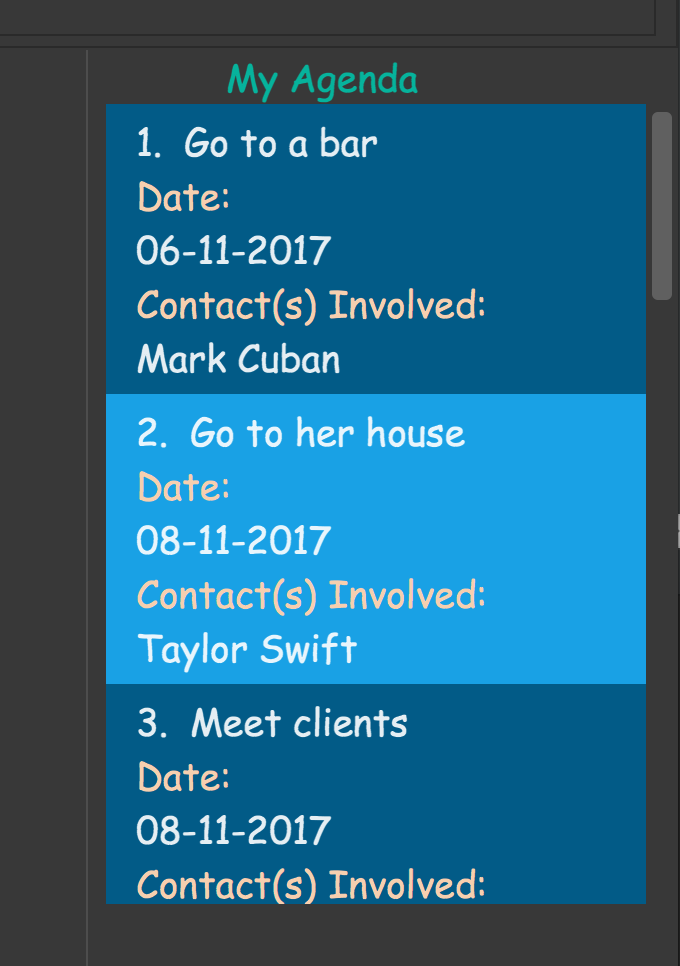 My Agenda
1. Go to a bar
Date:
06-11-2017
Contact(s) Involved:
Mark Cuban
2. Go to her house
Date:
08-11-2017
Contact(s) Involved:
Taylor Swift
3. Meet clients
Date:
08-11-2017
Contact(s) Involved: